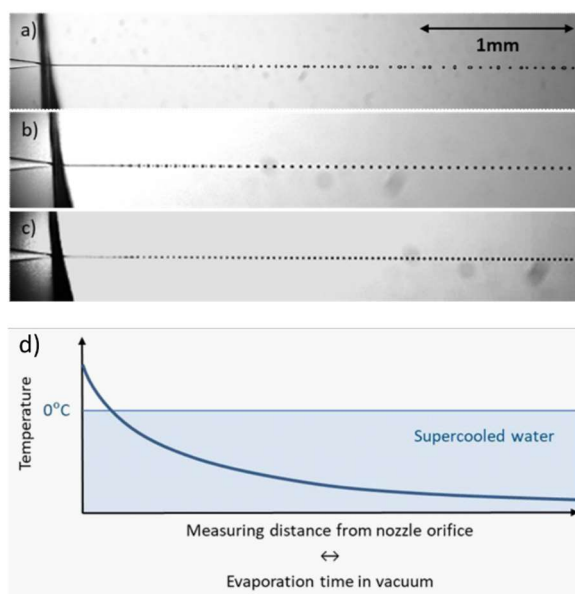 a)
1mm
b)
c)
d)
Temperature
0°C
Supercooled water
Measuring distance from nozzle orifice
↔
Evaporation time in vacuum